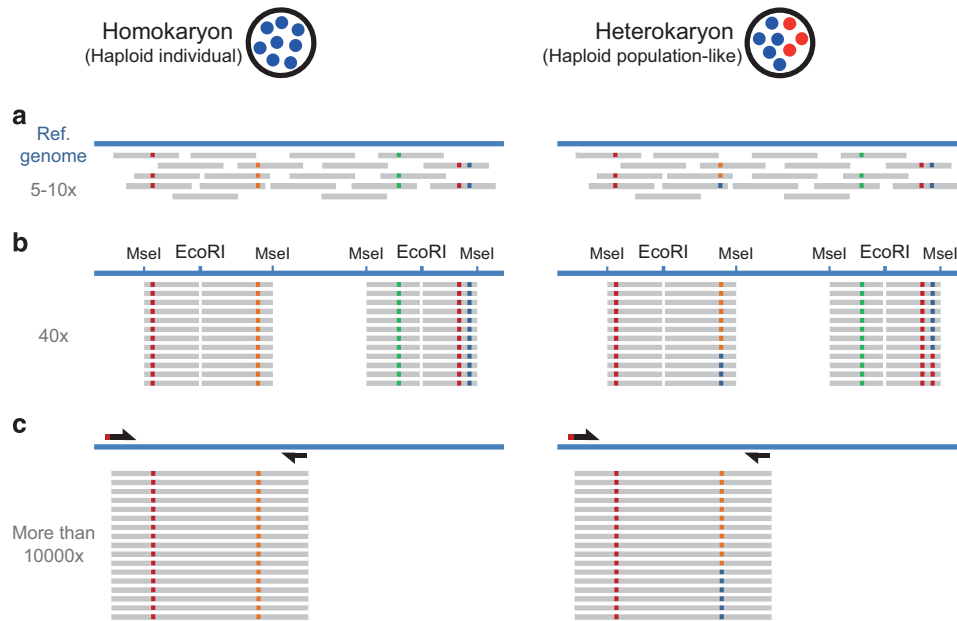 Homokaryon
(Haploid individual)
Heterokaryon
(Haploid population-like)
a
Ref.
genome
5-10x
b
MseI EcoRI MseI MseI EcoRI MseI
MseI EcoRI MseI MseI EcoRI MseI
40x
c
More than
10000x